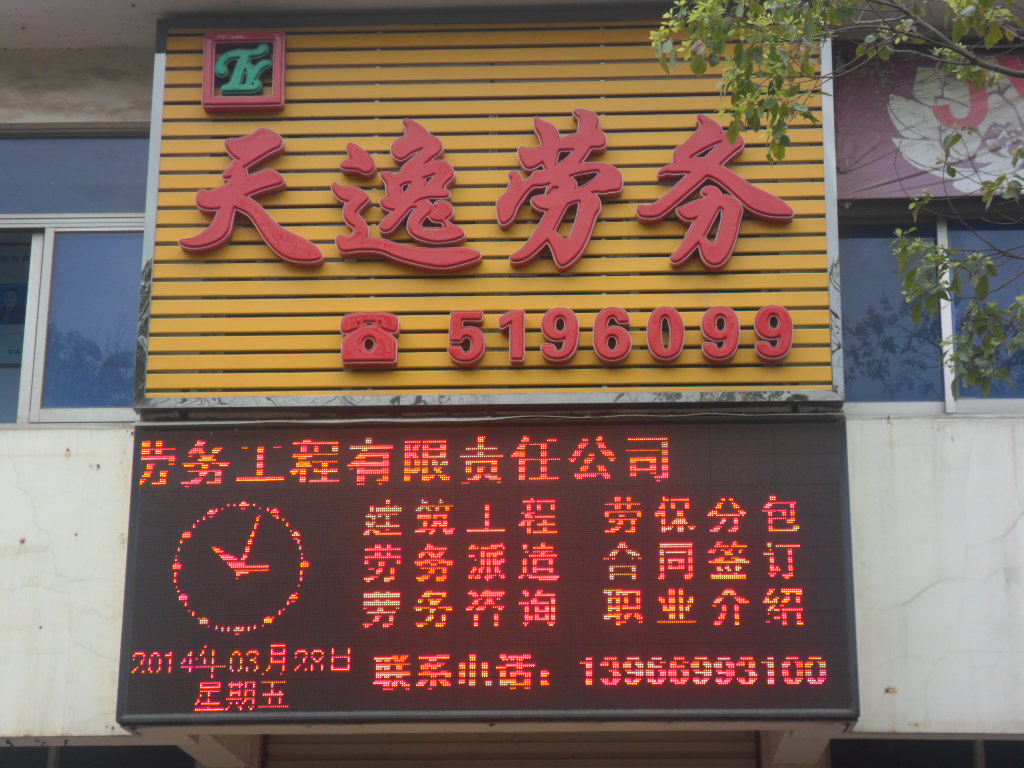 TY
天逸劳务
5196099
劳务工程有限责任公司
建筑工程 劳保分包
劳务派遣 合同签订
劳务咨询 职业介绍
2014年03月28日
星期五
联系电话: 13966993100